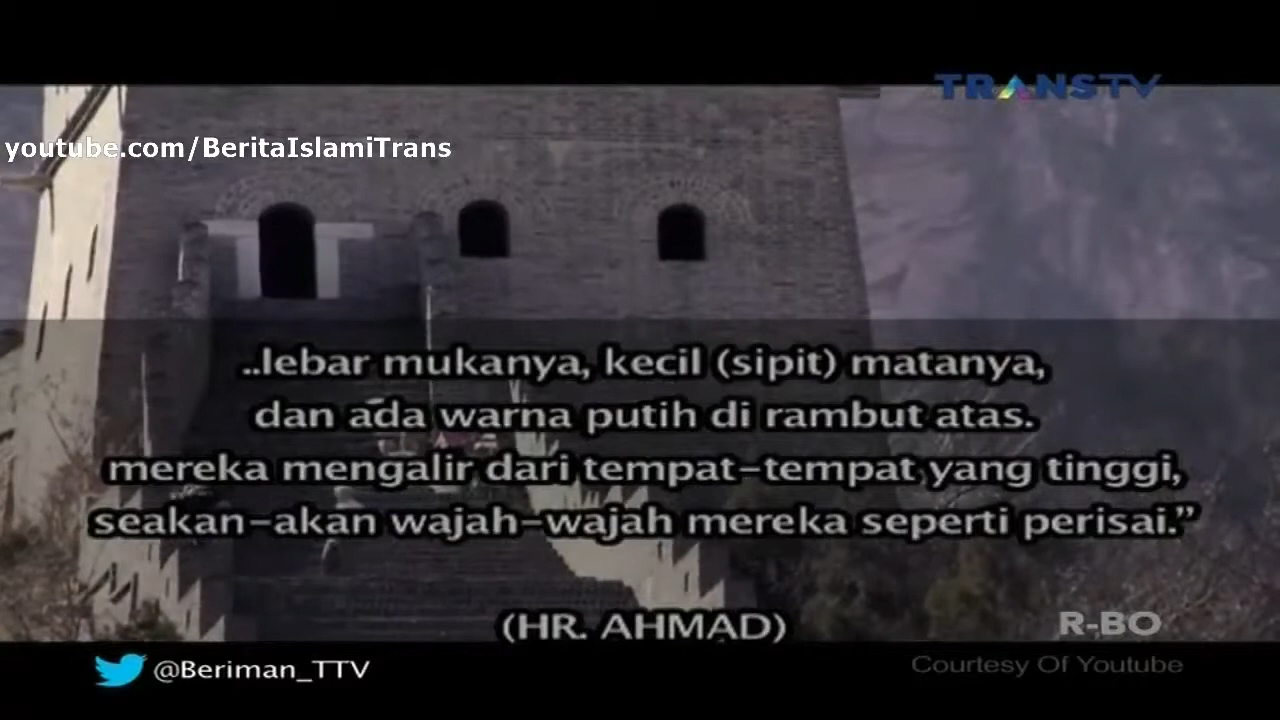 TRANSTV
youtube.com/BeritaIslamiTrans
..lebar mukanya, kecil (sipit) matanya,
dan ada warna putih di rambut atas.
mereka mengalir dari tempat-tempat yang tinggi,
seakan-akan wajah-wajah mereka seperti perisai.”
(HR. AHMAD)
R-BO
@Beriman_TTV
Courtesy Of Youtube